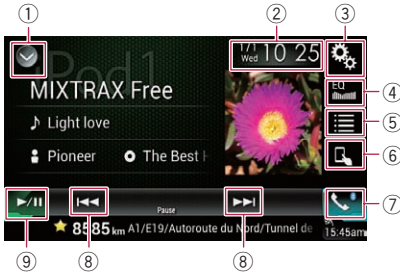 ① ② ③
iPod1
1/1 Wed 10 25
MIXTRAX Free
EQ
④
♪ Light love
⑤
Pioneer The Best H
⑥
Pause
⑦
⑨ ⑧ ⑧
8585 km A1/E19/Autoroute du Nord/Tunnel de
15:45am